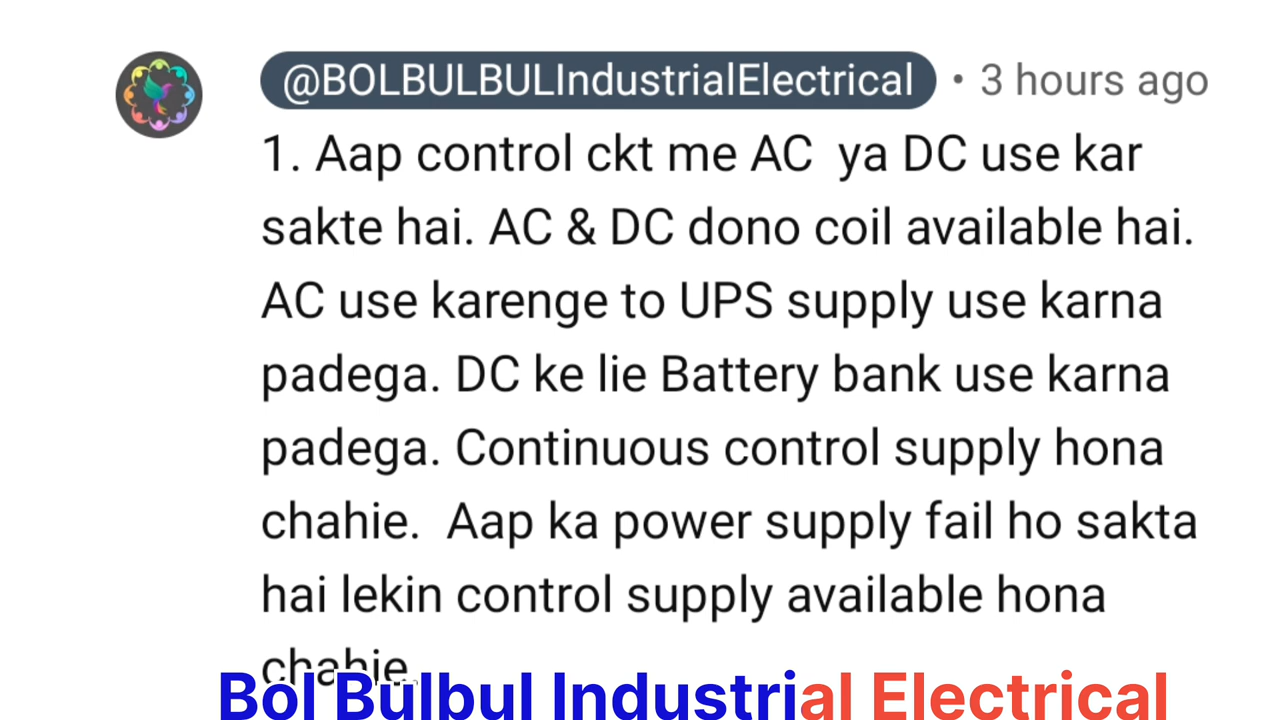 @BOLBULBULIndustrialElectrical • 3 hours ago
1. Aap control ckt me AC  ya DC use kar
sakte hai. AC & DC dono coil available hai.
AC use karenge to UPS supply use karna
padega. DC ke lie Battery bank use karna
padega. Continuous control supply hona
chahie.  Aap ka power supply fail ho sakta
hai lekin control supply available hona
chahie.
Bol Bulbul Industrial Electrical